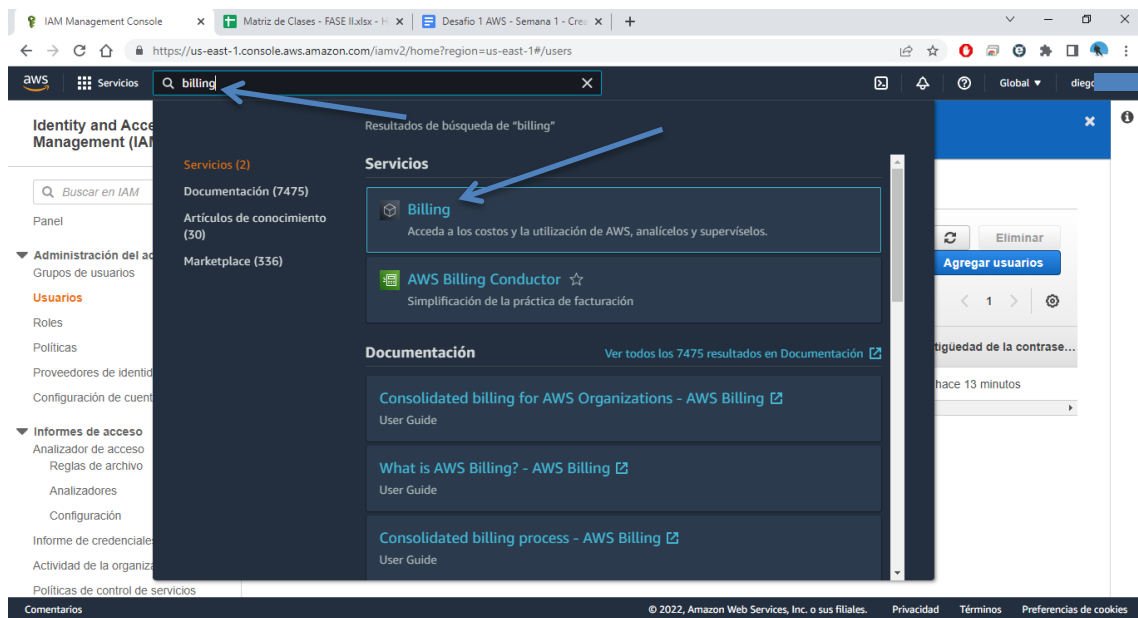 IAM Management Console
Matriz de Clases - FASE II.xlsx - H
Desafio 1 AWS - Semana 1 - Crea
https://us-east-1.console.aws.amazon.com/iamv2/home?region=us-east-1#/users
aws
Servicios
billing
Global
diego
Identity and Acce
Management (IAM
Buscar en IAM
Panel
Administración del ac
Grupos de usuarios
Usuarios
Roles
Políticas
Proveedores de identid
Configuración de cuent
Informes de acceso
Analizador de acceso
Reglas de archivo
Analizadores
Configuración
Informe de credenciale
Actividad de la organiza
Políticas de control de servicios
Resultados de búsqueda de "billing"
Servicios (2)
Documentación (7475)
Artículos de conocimiento
(30)
Marketplace (336)
Servicios
Billing
Acceda a los costos y la utilización de AWS, analícelos y supervíselos.
AWS Billing Conductor
Simplificación de la práctica de facturación
Documentación
Ver todos los 7475 resultados en Documentación
Consolidated billing for AWS Organizations - AWS Billing
User Guide
What is AWS Billing? - AWS Billing
User Guide
Consolidated billing process - AWS Billing
User Guide
Eliminar
Agregar usuarios
1
tigüedad de la contrase...
hace 13 minutos
Comentarios
© 2022, Amazon Web Services, Inc. o sus filiales.
Privacidad
Términos
Preferencias de cookies